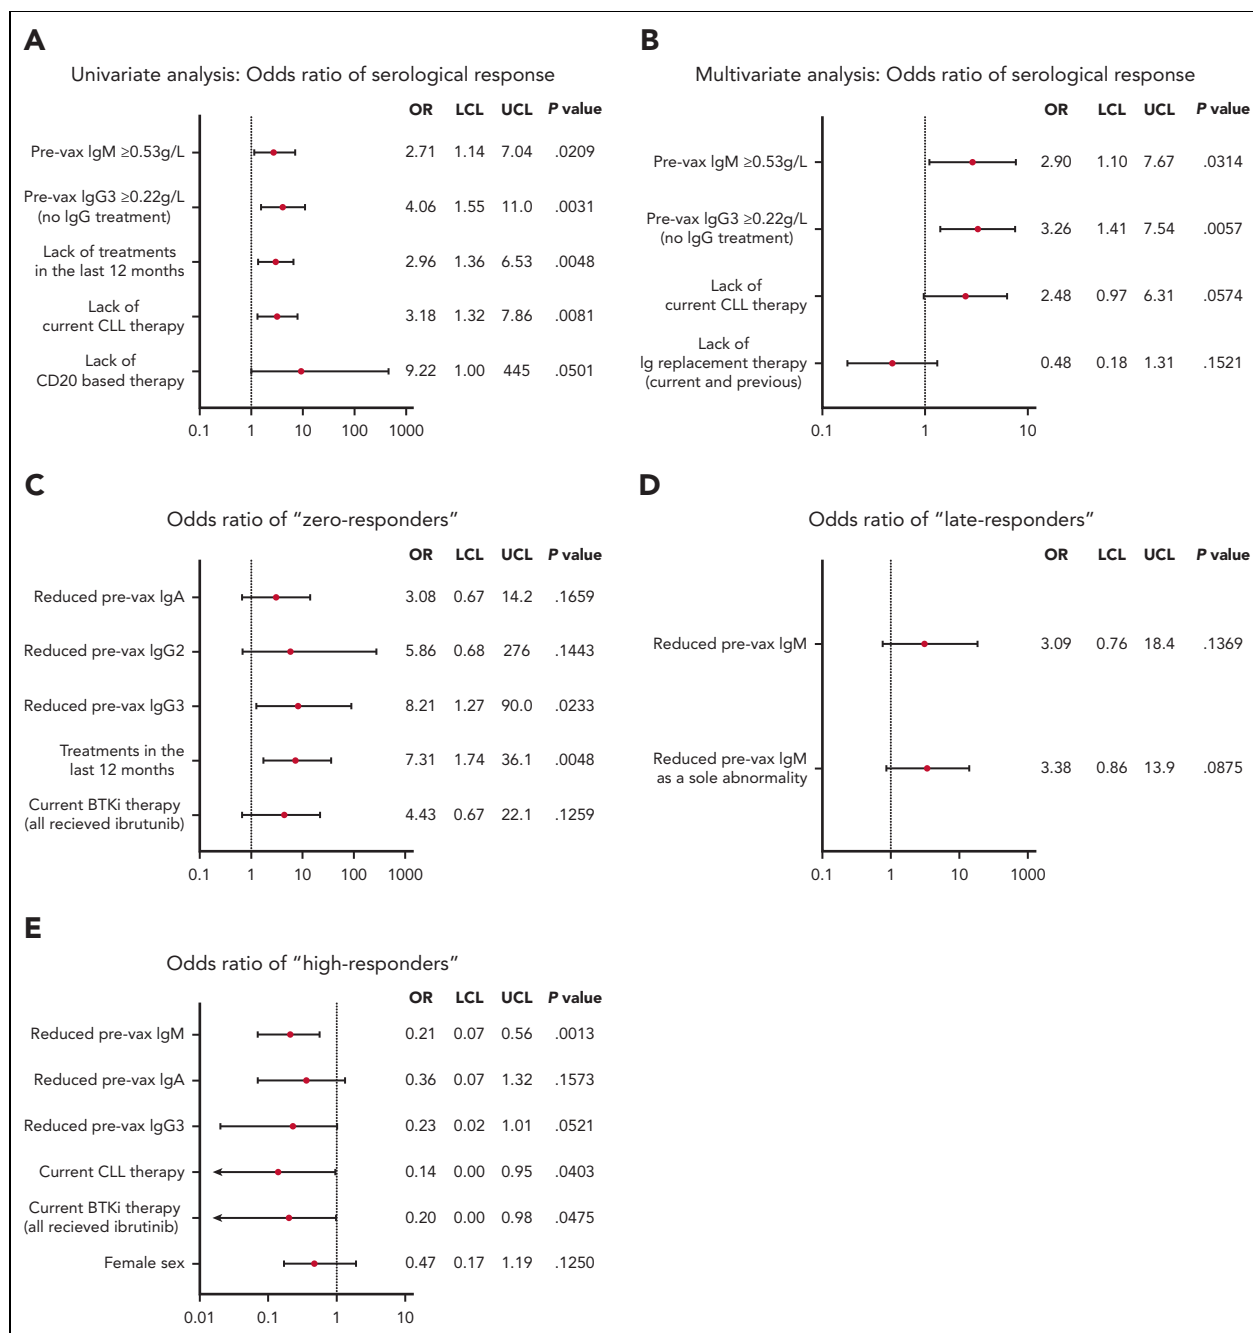 A
Univariate analysis: Odds ratio of serological response
OR LCL UCL P value
Pre-vax IgM ≥0.53g/L 2.71 1.14 7.04 .0209
Pre-vax IgG3 ≥0.22g/L
(no IgG treatment) 4.06 1.55 11.0 .0031
Lack of treatments
in the last 12 months 2.96 1.36 6.53 .0048
Lack of
current CLL therapy 3.18 1.32 7.86 .0081
Lack of
CD20 based therapy 9.22 1.00 445 .0501
0.1 1 10 100 1000
B
Multivariate analysis: Odds ratio of serological response
OR LCL UCL P value
Pre-vax IgM ≥0.53g/L 2.90 1.10 7.67 .0314
Pre-vax IgG3 ≥0.22g/L
(no IgG treatment) 3.26 1.41 7.54 .0057
Lack of
current CLL therapy 2.48 0.97 6.31 .0574
Lack of
Ig replacement therapy 0.48 0.18 1.31 .1521
(current and previous)
0.1 1 10
C
Odds ratio of “zero-responders”
OR LCL UCL P value
Reduced pre-vax IgA 3.08 0.67 14.2 .1659
Reduced pre-vax IgG2 5.86 0.68 276 .1443
Reduced pre-vax IgG3 8.21 1.27 90.0 .0233
Treatments in the
last 12 months 7.31 1.74 36.1 .0048
Current BTKi therapy
(all recieved ibrutunib) 4.43 0.67 22.1 .1259
0.1 1 10 100 1000
D
Odds ratio of “late-responders”
OR LCL UCL P value
Reduced pre-vax IgM 3.09 0.76 18.4 .1369
Reduced pre-vax IgM
as a sole abnormality 3.38 0.86 13.9 .0875
0.1 1 10 1000
E
Odds ratio of “high-responders”
OR LCL UCL P value
Reduced pre-vax IgM 0.21 0.07 0.56 .0013
Reduced pre-vax IgA 0.36 0.07 1.32 .1573
Reduced pre-vax IgG3 0.23 0.02 1.01 .0521
Current CLL therapy 0.14 0.00 0.95 .0403
Current BTKi therapy
(all recieved ibrutinib) 0.20 0.00 0.98 .0475
Female sex 0.47 0.17 1.19 .1250
0.01 0.1 1 10